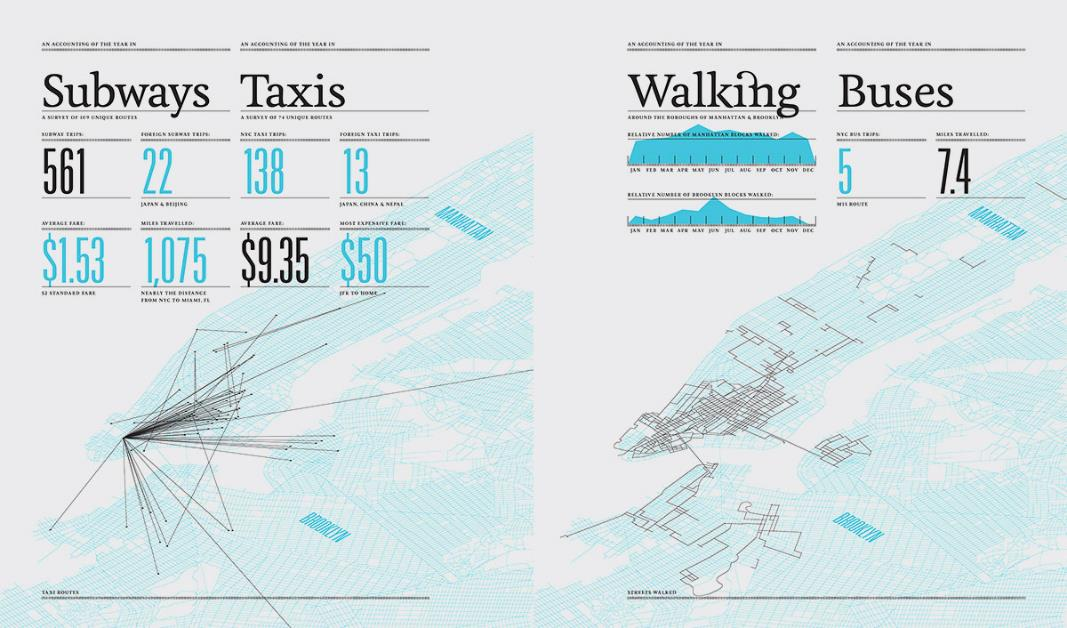 AN ACCOUNTING OF THE YEAR IN
Subways
A SURVEY OF 409 UNIQUE ROUTES
SUBWAY TRIPS:
561
FOREIGN SUBWAY TRIPS:
22
JAPAN & BEIJING
AVERAGE FARE:
$1.53
$2 STANDARD FARE
MILES TRAVELLED:
1,075
NEARLY THE DISTANCE
FROM NYC TO MIAMI, FL
AN ACCOUNTING OF THE YEAR IN
Taxis
A SURVEY OF 74 UNIQUE ROUTES
NYC TAXI TRIPS:
138
FOREIGN TAXI TRIPS:
13
JAPAN, CHINA & NEPAL
AVERAGE FARE:
$9.35
MOST EXPENSIVE FARE:
$50
JFK TO HOME
MANHATTAN
BROOKLYN
TAXI ROUTES
AN ACCOUNTING OF THE YEAR IN
Walking
AROUND THE BOROUGHS OF MANHATTAN & BROOKLYN
RELATIVE NUMBER OF MANHATTAN BLOCKS WALKED:
JAN FEB MAR APR MAY JUN JUL AUG SEP OCT NOV DEC
RELATIVE NUMBER OF BROOKLYN BLOCKS WALKED:
JAN FEB MAR APR MAY JUN JUL AUG SEP OCT NOV DEC
AN ACCOUNTING OF THE YEAR IN
Buses
NYC BUS TRIPS:
5
M15 ROUTE
MILES TRAVELLED:
7.4
MANHATTAN
BROOKLYN
STREETS WALKED